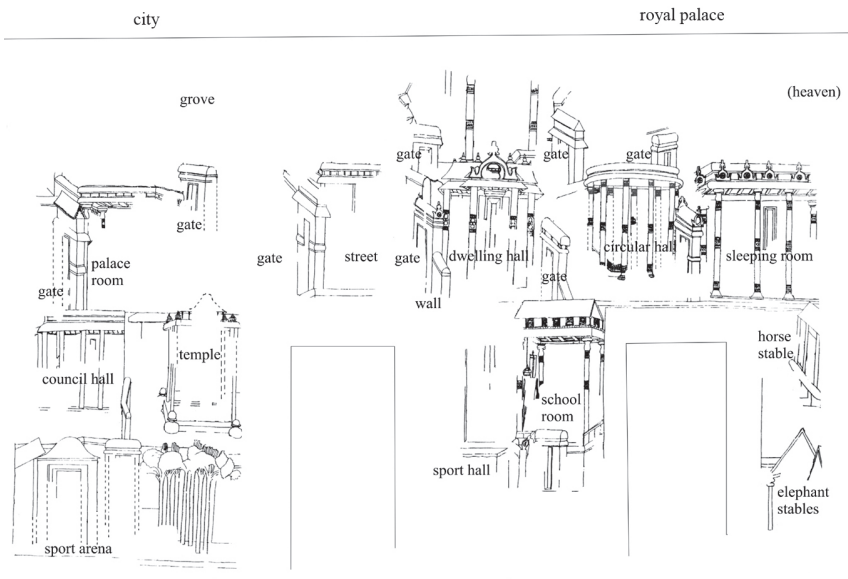 city
royal palace
(heaven)
grove
gate
gate
gate
gate
gate
street
gate
dwelling hall
circular hall
sleeping room
palace
room
gate
gate
wall
horse
stable
temple
council hall
school
room
sport hall
elephant
stables
sport arena